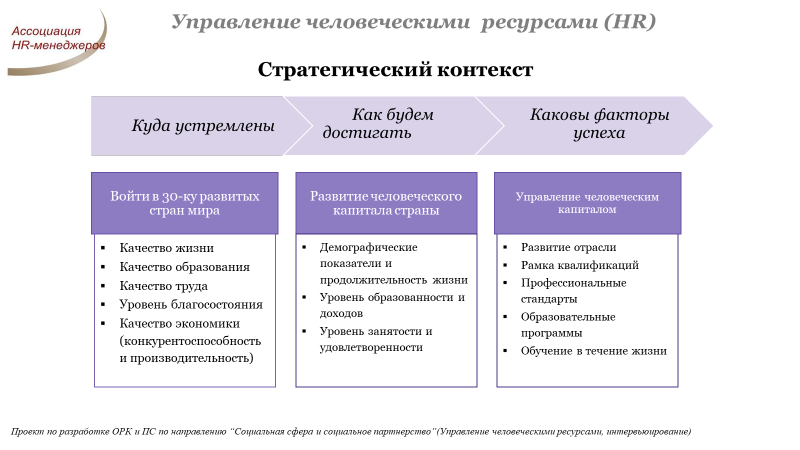 Управление человеческими ресурсами (HR)
Ассоциация
HR-менеджеров
Стратегический контекст
Куда устремлены
Как будем
достигать
Каковы факторы
успеха
Войти в 30-ку развитых
стран мира
▪ Качество жизни
▪ Качество образования
▪ Качество труда
▪ Уровень благосостояния
▪ Качество экономики
(конкурентоспособность
и производительность)
Развитие человеческого
капитала страны
▪ Демографические
показатели и
продолжительность жизни
▪ Уровень образованности и
доходов
▪ Уровень занятости и
удовлетворенности
Управление человеческим
капиталом
▪ Развитие отрасли
▪ Рамка квалификаций
▪ Профессиональные
стандарты
▪ Образовательные
программы
▪ Обучение в течение жизни
Проект по разработке ОРК и ПС по направлению “Социальная сфера и социальное партнерство”(Управление человеческими ресурсами, интервьюирование)